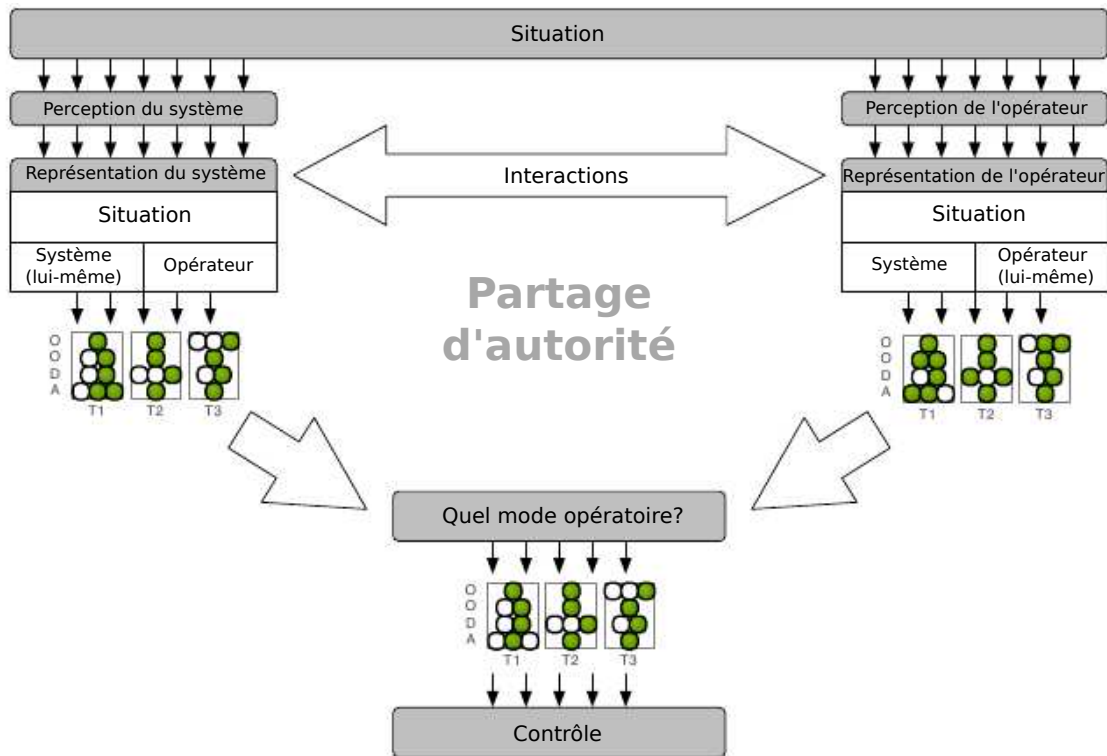 Situation
Perception du système
Perception de l'opérateur
Représentation du système
Interactions
Représentation de l'opérateur
Situation
Situation
Système
(lui-même)
Opérateur
Système
Opérateur
(lui-même)
Partage
d'autorité
O
O
D
A
T1 T2 T3
O
O
D
A
T1 T2 T3
Quel mode opératoire?
O
O
D
A
T1 T2 T3
Contrôle